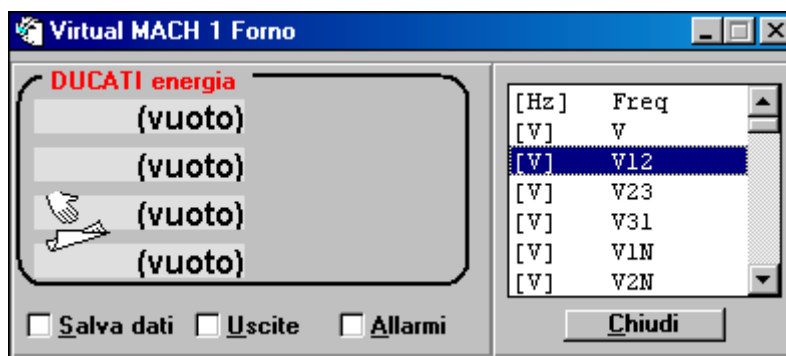 Virtual MACH 1 Forno
DUCATI energia
(vuoto)
(vuoto)
(vuoto)
(vuoto)
Salva dati Uscite Allarmi
[Hz] Freq
[V] V
[V] V12
[V] V23
[V] V31
[V] V1N
[V] V2N
Chiudi